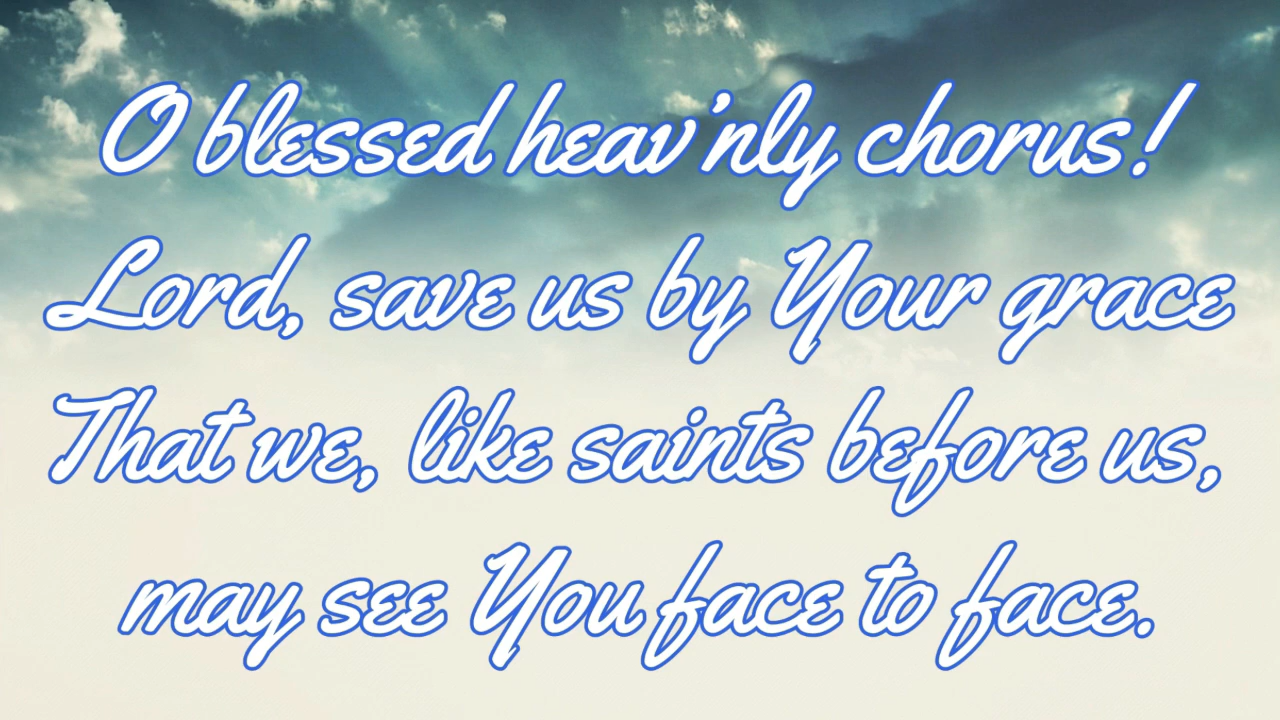 O blessed heav'nly chorus!
Lord, save us by Your grace
That we, like saints before us,
may see You face to face.